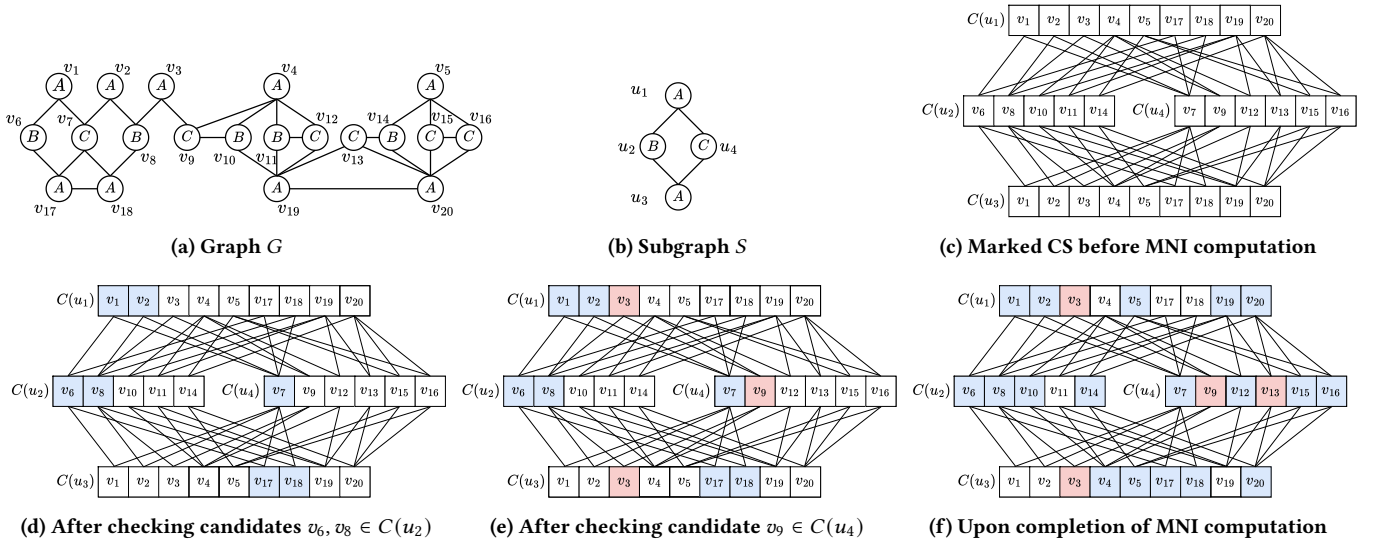 v1 v2 v3 v4 v5
A A A A A
v6 v7 v12 v14 v15 v16
B C B C B B C C B C C
v8 v9 v10 v11 v13
A A A A
v17 v18 v19 v20
(a) Graph G
u1 A
u2 B C u4
u3 A
(b) Subgraph S
C(u1) v1 v2 v3 v4 v5 v17 v18 v19 v20
C(u2) v6 v8 v10 v11 v14 C(u4) v7 v9 v12 v13 v15 v16
C(u3) v1 v2 v3 v4 v5 v17 v18 v19 v20
(c) Marked CS before MNI computation
C(u1) v1 v2 v3 v4 v5 v17 v18 v19 v20
C(u2) v6 v8 v10 v11 v14 C(u4) v7 v9 v12 v13 v15 v16
C(u3) v1 v2 v3 v4 v5 v17 v18 v19 v20
(d) After checking candidates v6, v8 ∈ C(u2)
C(u1) v1 v2 v3 v4 v5 v17 v18 v19 v20
C(u2) v6 v8 v10 v11 v14 C(u4) v7 v9 v12 v13 v15 v16
C(u3) v1 v2 v3 v4 v5 v17 v18 v19 v20
(e) After checking candidate v9 ∈ C(u4)
C(u1) v1 v2 v3 v4 v5 v17 v18 v19 v20
C(u2) v6 v8 v10 v11 v14 C(u4) v7 v9 v12 v13 v15 v16
C(u3) v1 v2 v3 v4 v5 v17 v18 v19 v20
(f) Upon completion of MNI computation